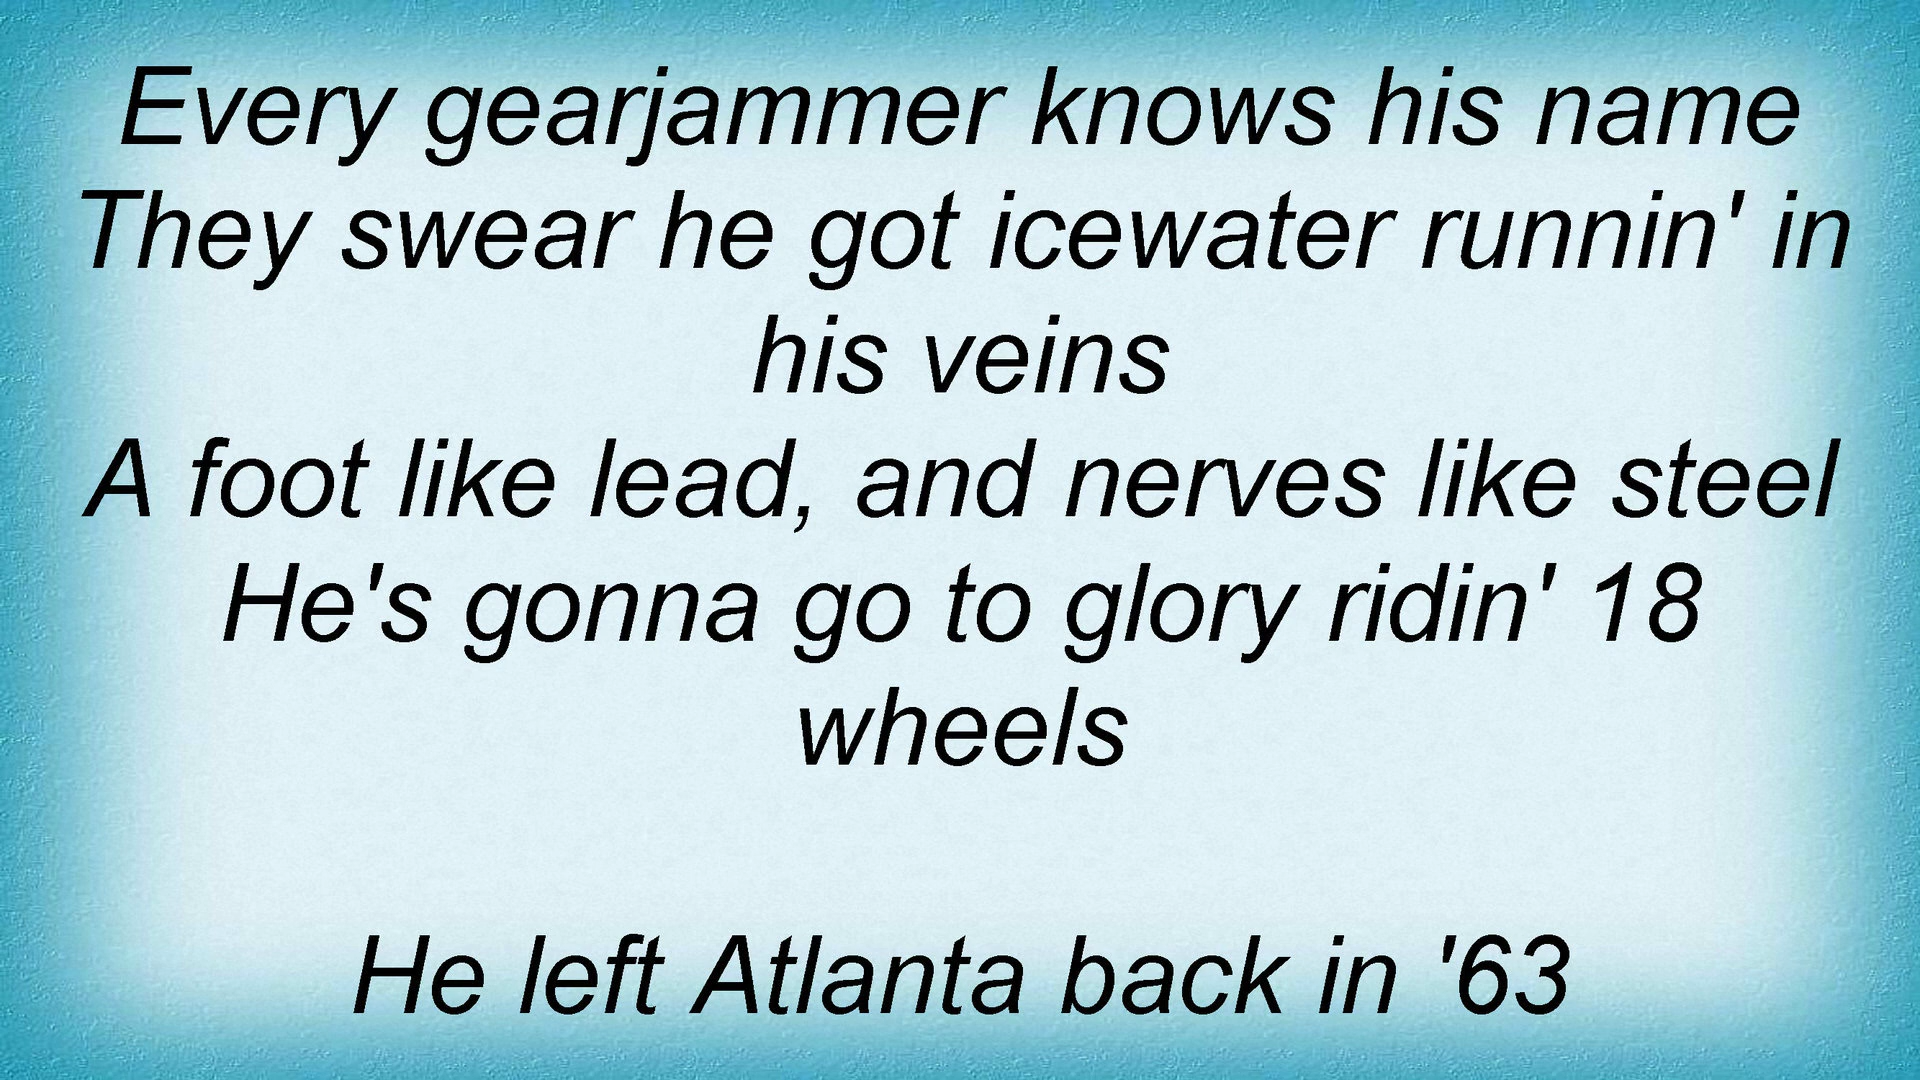 Every gearjammer knows his name
They swear he got icewater runnin' in
his veins
A foot like lead, and nerves like steel
He's gonna go to glory ridin' 18
wheels
He left Atlanta back in '63